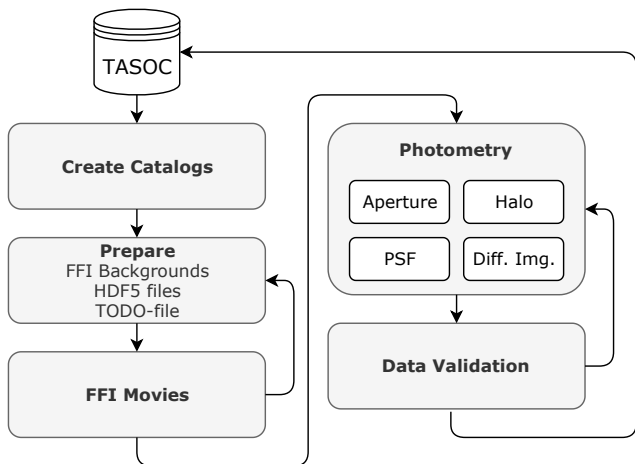 TASOC
Create Catalogs
Prepare
FFI Backgrounds
HDF5 files
TODO-file
FFI Movies
Photometry
Aperture
Halo
PSF
Diff. Img.
Data Validation